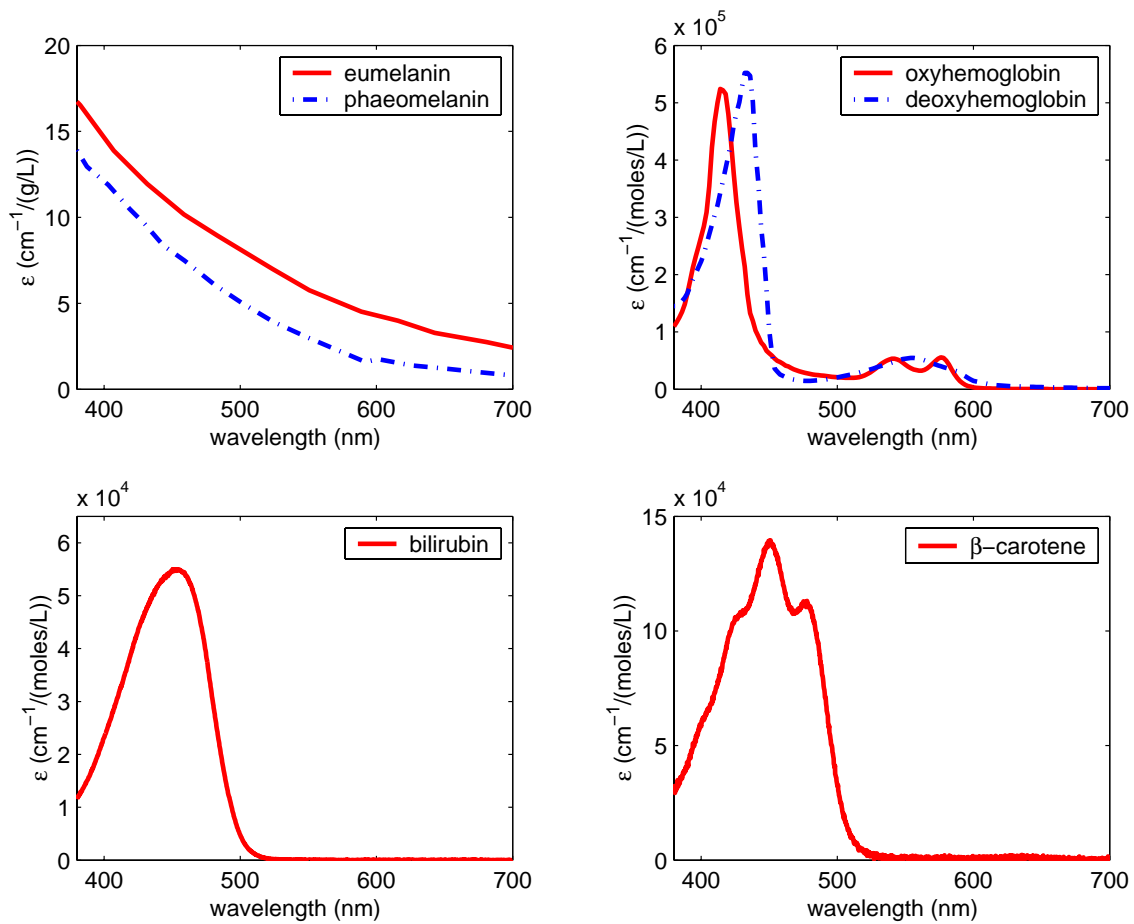 20
15
10
5
0
400
500
600
700
wavelength (nm)
ε (cm⁻¹/(g/L))
eumelanin
phaeomelanin
x 10⁵
6
5
4
3
2
1
0
400
500
600
700
wavelength (nm)
ε (cm⁻¹/(moles/L))
oxyhemoglobin
deoxyhemoglobin
x 10⁴
6
5
4
3
2
1
0
400
500
600
700
wavelength (nm)
ε (cm⁻¹/(moles/L))
bilirubin
x 10⁴
15
10
5
0
400
500
600
700
wavelength (nm)
ε (cm⁻¹/(moles/L))
β−carotene